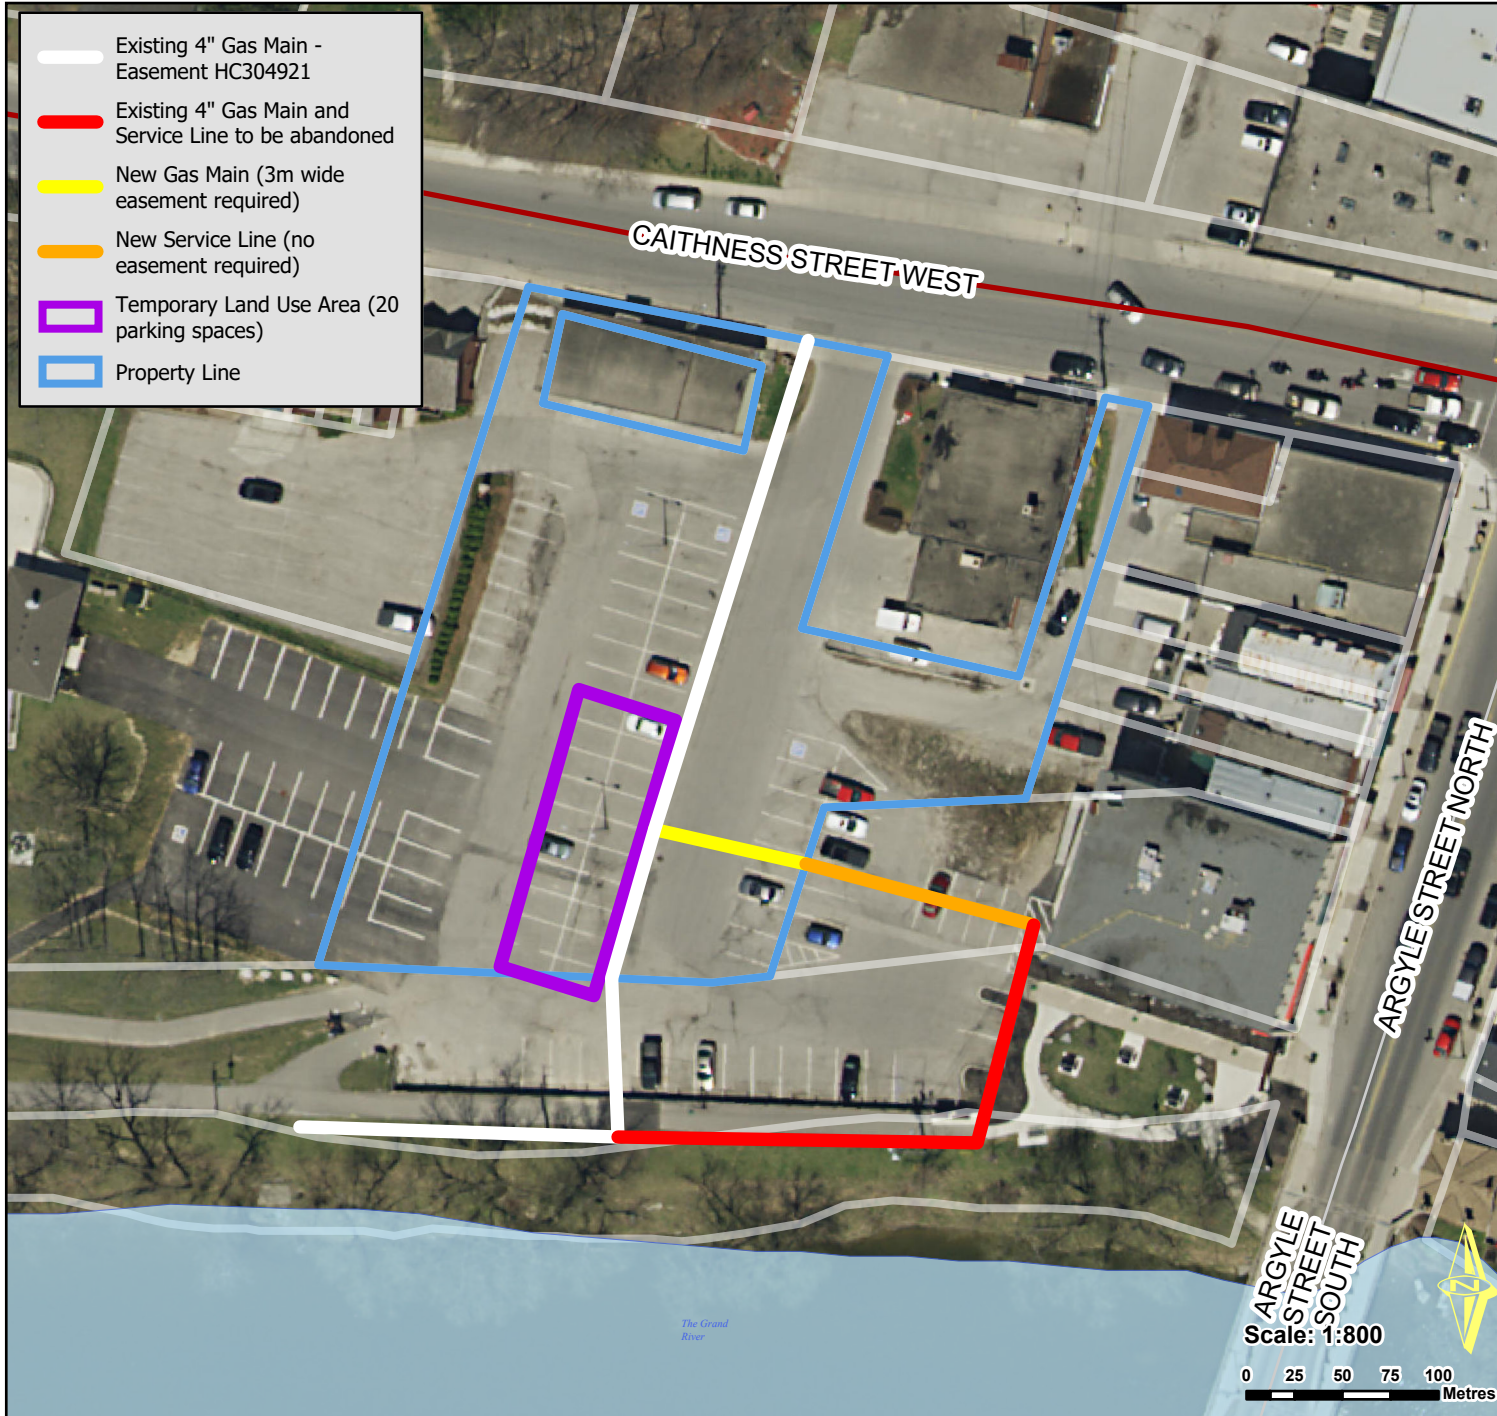 Existing 4" Gas Main -
Easement HC304921
Existing 4" Gas Main and
Service Line to be abandoned
New Gas Main (3m wide
easement required)
New Service Line (no
easement required)
Temporary Land Use Area (20
parking spaces)
Property Line
CAITHNESS STREET WEST
ARGYLE STREET NORTH
ARGYLE
STREET
SOUTH
The Grand
River
N
Scale: 1:800
0 25 50 75 100
Metres